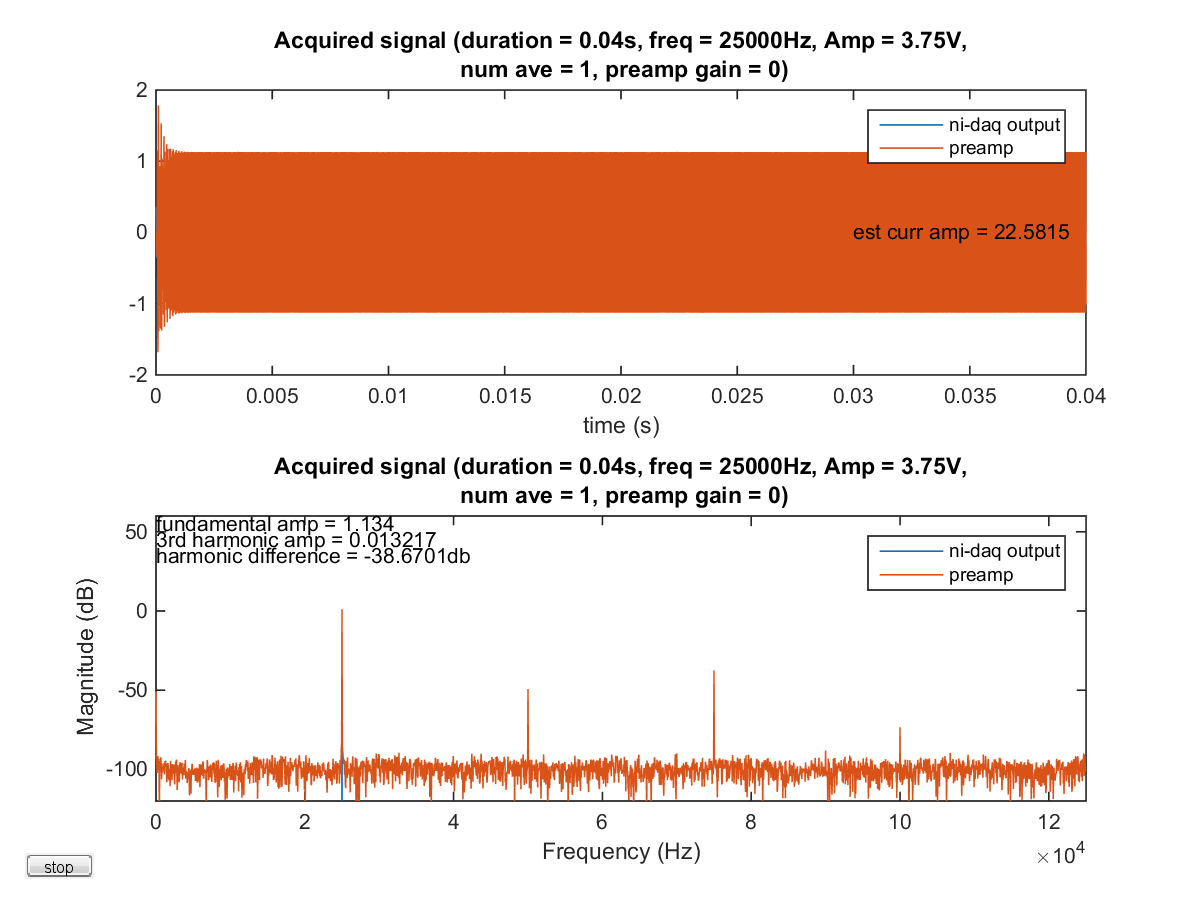 Acquired signal (duration = 0.04s, freq = 25000Hz, Amp = 3.75V,
num ave = 1, preamp gain = 0)
2
1
0
-1
-2
ni-daq output
preamp
est curr amp = 22.5815
0 0.005 0.01 0.015 0.02 0.025 0.03 0.035 0.04
time (s)
Acquired signal (duration = 0.04s, freq = 25000Hz, Amp = 3.75V,
num ave = 1, preamp gain = 0)
fundamental amp = 1.134
3rd harmonic amp = 0.013217
harmonic difference = -38.6701db
ni-daq output
preamp
Magnitude (dB)
50
0
-50
-100
0 2 4 6 8 10 12
Frequency (Hz)
×10⁴
stop